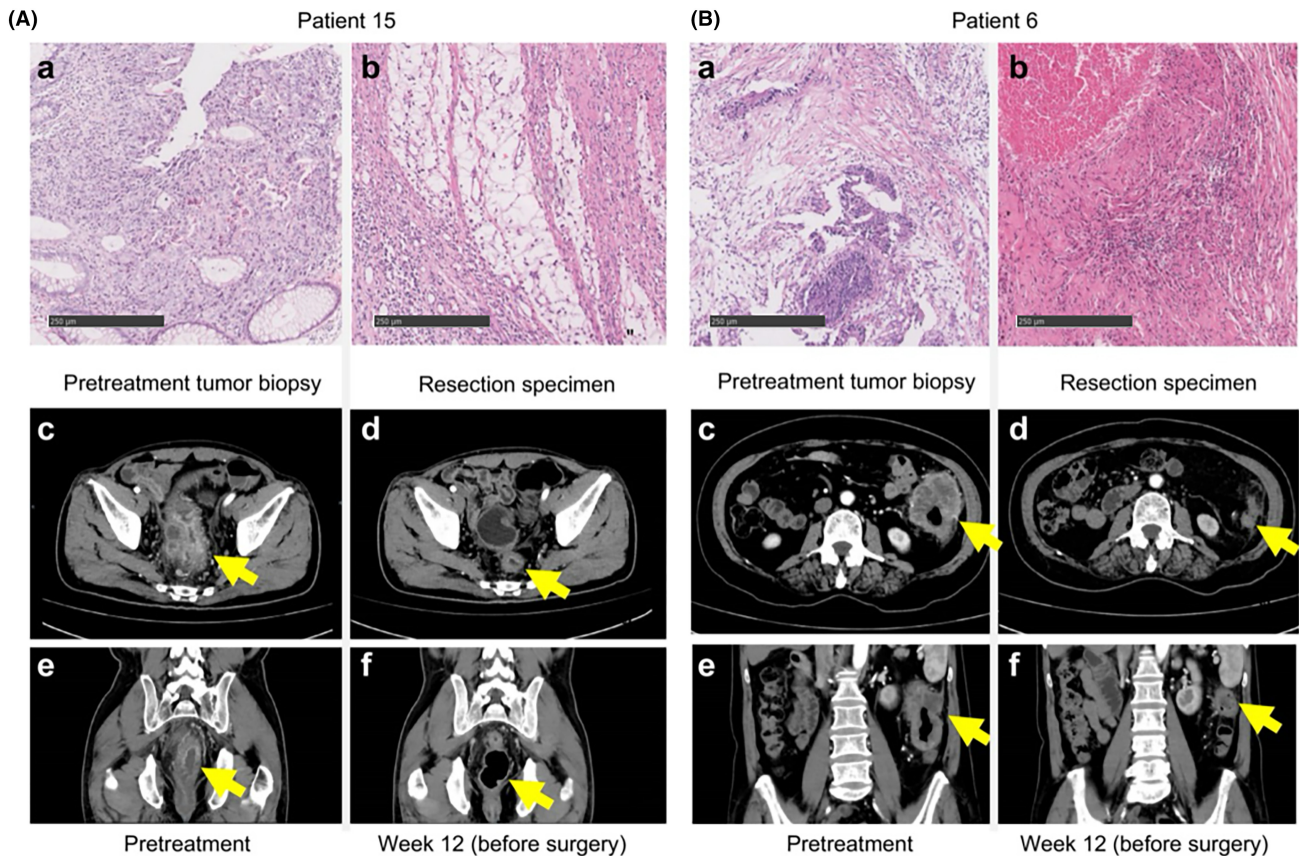 (A) Patient 15 (B) Patient 6
a b a b
250 µm 250 µm 250 µm 250 µm
Pretreatment tumor biopsy Resection specimen Pretreatment tumor biopsy Resection specimen
c d c d
e f e f
Pretreatment Week 12 (before surgery) Pretreatment Week 12 (before surgery)